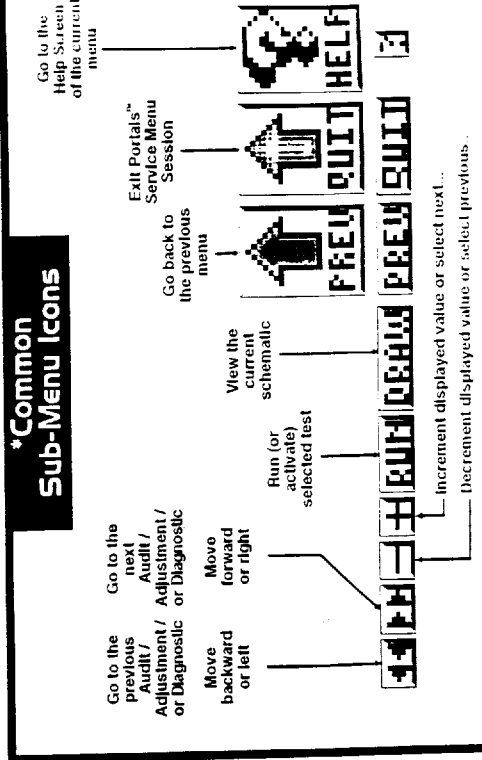 *Common
Sub-Menu Icons
Go to the
previous
Audit /
Adjustment /
or Diagnostic
Move
backward
or left
Go to the
next
Audit /
Adjustment /
or Diagnostic
Move
forward
or right
Run (or
activate)
selected test
View the
current
schematic
Go back to
the previous
menu
Exit Portals™
Service Menu
Session
Go to the
Help Screen
of the current
menu
PREV
QUIT
HELP
RUN
DRAW
PREV
QUIT
?
Increment displayed value or select next...
Decrement displayed value or select previous...